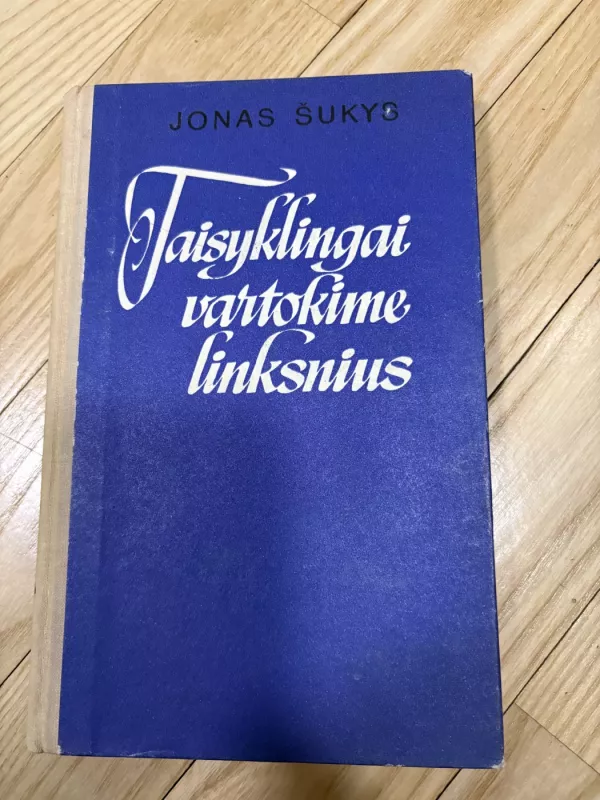 JONAS ŠUKYS
Taisyklingai
vartokime
linksnius